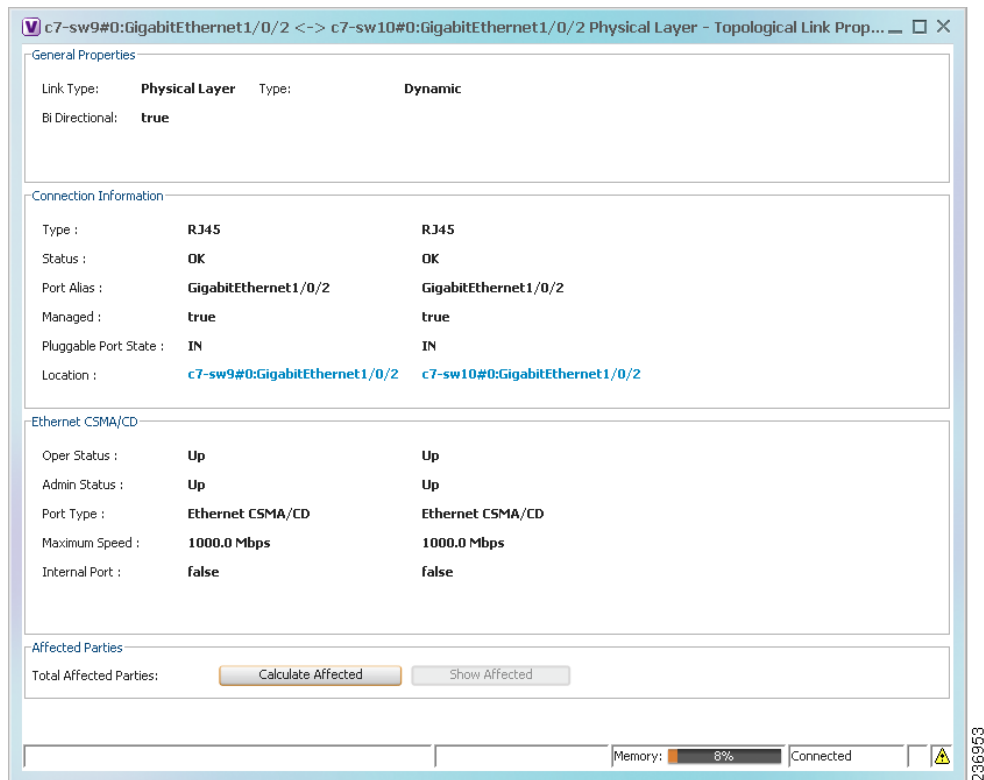 V c7-sw9#0:GigabitEthernet1/0/2 <-> c7-sw10#0:GigabitEthernet1/0/2 Physical Layer - Topological Link Prop...
General Properties
Link Type: Physical Layer Type: Dynamic
Bi Directional: true
Connection Information
Type : RJ45 RJ45
Status : OK OK
Port Alias : GigabitEthernet1/0/2 GigabitEthernet1/0/2
Managed : true true
Pluggable Port State : IN IN
Location : c7-sw9#0:GigabitEthernet1/0/2 c7-sw10#0:GigabitEthernet1/0/2
Ethernet CSMA/CD
Oper Status : Up Up
Admin Status : Up Up
Port Type : Ethernet CSMA/CD Ethernet CSMA/CD
Maximum Speed : 1000.0 Mbps 1000.0 Mbps
Internal Port : false false
Affected Parties
Total Affected Parties: Calculate Affected Show Affected
Memory: 8% Connected
236953